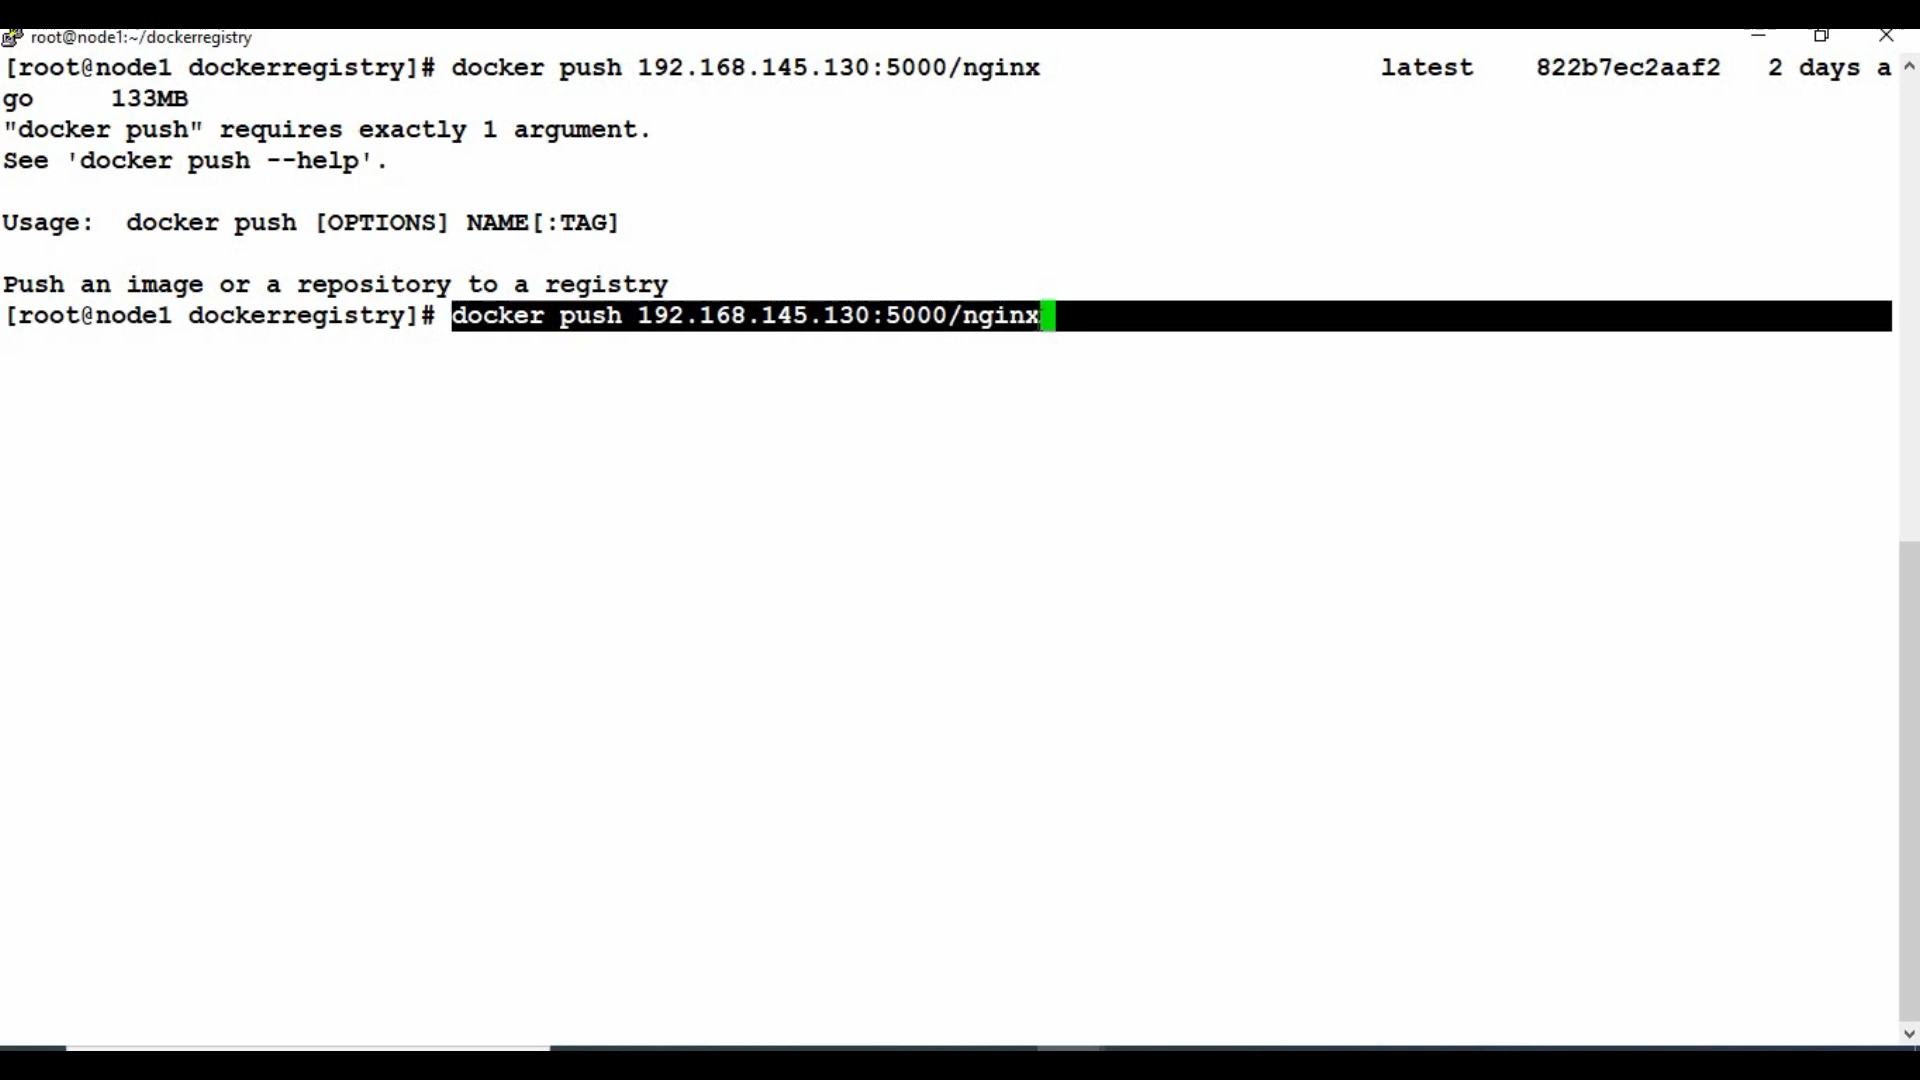 root@node1:~/dockerregistry
[root@node1 dockerregistry]# docker push 192.168.145.130:5000/nginx                      latest    822b7ec2aaf2   2 days a
go     133MB
"docker push" requires exactly 1 argument.
See 'docker push --help'.
Usage:  docker push [OPTIONS] NAME[:TAG]
Push an image or a repository to a registry
[root@node1 dockerregistry]# docker push 192.168.145.130:5000/nginx